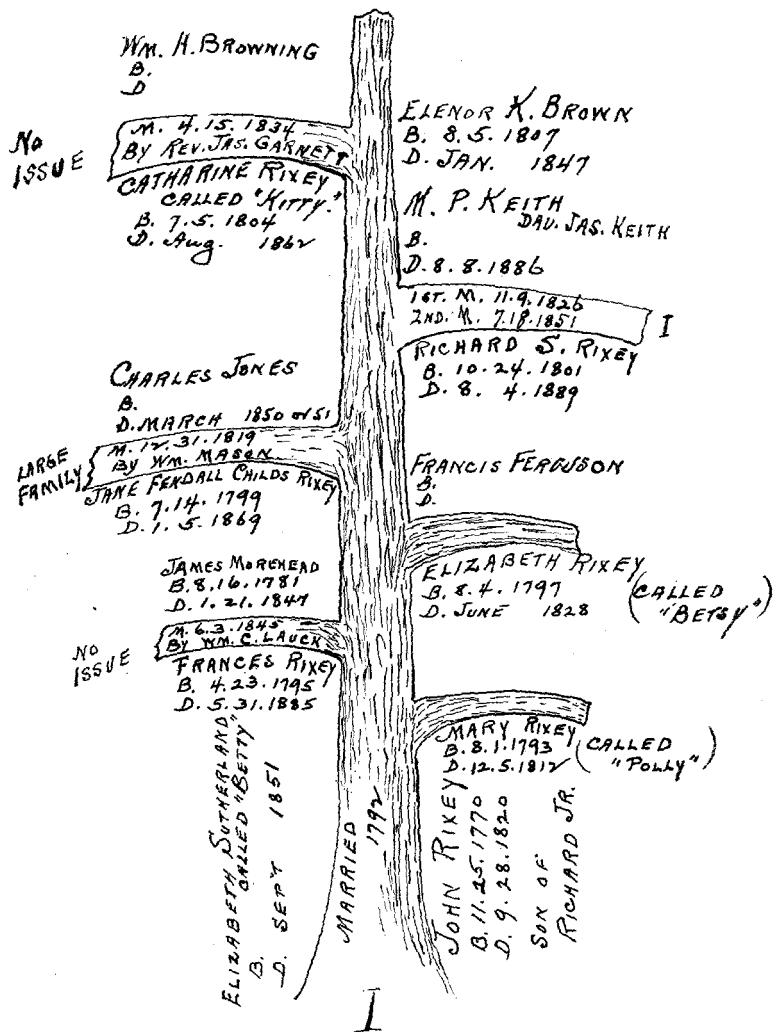 WM. H. BROWNING
B.
D
NO
ISSUE
M. 4.15.1834
BY REV. JAS. GARNETT
CATHARINE RIXEY
CALLED "KITTY."
B. 7.5.1804
D. Aug. 1862
ELENOR K. BROWN
B. 8.5.1807
D. JAN. 1847
M. P. KEITH
DAU. JAS. KEITH
B.
D. 8.8.1886
1ST. M. 11.9.1826
2ND. M. 7.18.1851
I
RICHARD S. RIXEY
B. 10.24.1801
D. 8. 4.1889
CHARLES JONES
B.
D. MARCH 1850 or 51
LARGE
FAMILY
M. 12.31.1819
BY WM. MASON
JANE FENDALL CHILDS RIXEY
B. 7.14.1799
D. 1.5.1869
FRANCIS FERGUSON
B.
D.
ELIZABETH RIXEY
B. 8.4.1797
D. JUNE 1828
(CALLED
"BETSY")
JAMES MOREHEAD
B. 8.16.1781
D. 1.21.1847
NO
ISSUE
M. 6.3.1845
BY WM. C. LAUCK
FRANCES RIXEY
B. 4.23.1795
D. 5.31.1885
MARY RIXEY
B. 8.1.1793
D. 12.5.1812
(CALLED
"POLLY")
ELIZABETH SUTHERLAND
CALLED "BETTY"
B.
D. SEPT 1851
MARRIED 1792
JOHN RIXEY
B. 11.25.1770
D. 9.28.1820
SON OF
RICHARD JR.
I